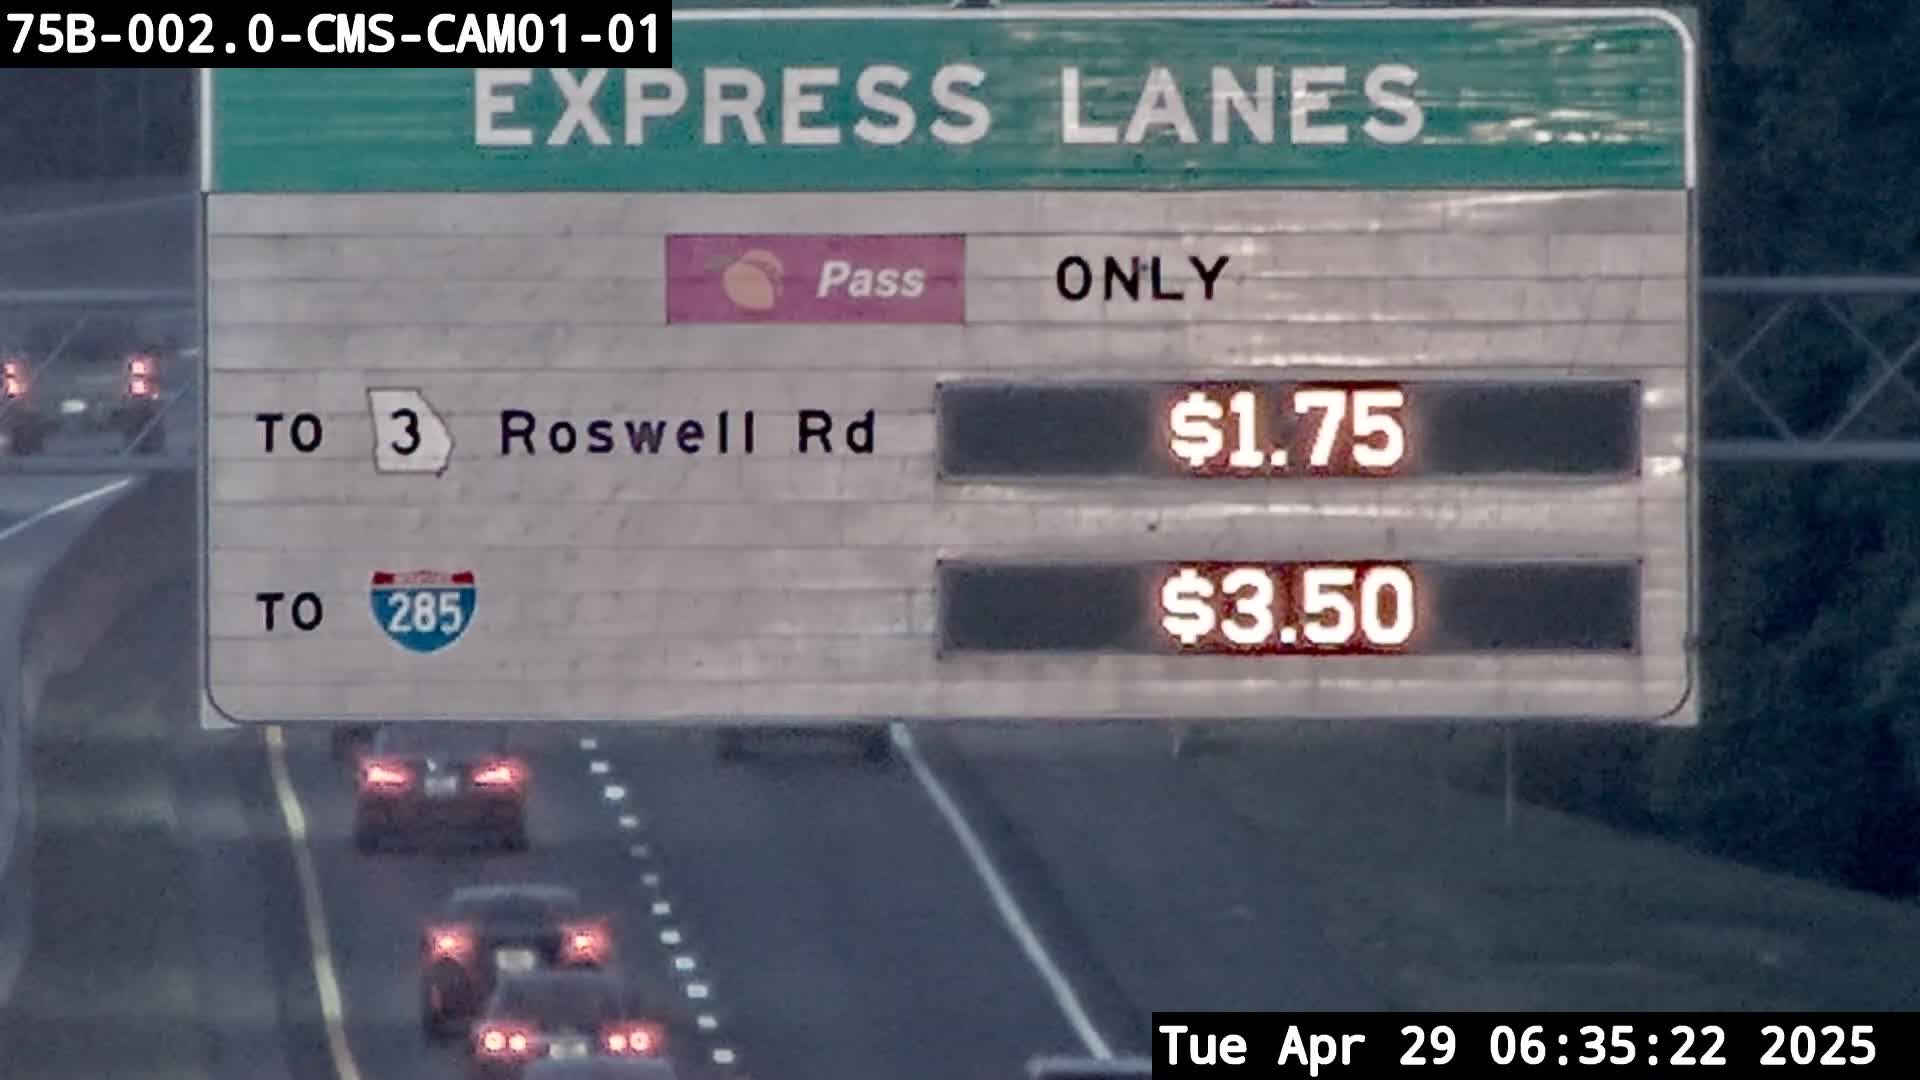 75B-002.0-CMS-CAM01-01
EXPRESS LANES
Pass ONLY
TO 3 Roswell Rd $1.75
TO 285 $3.50
Tue Apr 29 06:35:22 2025